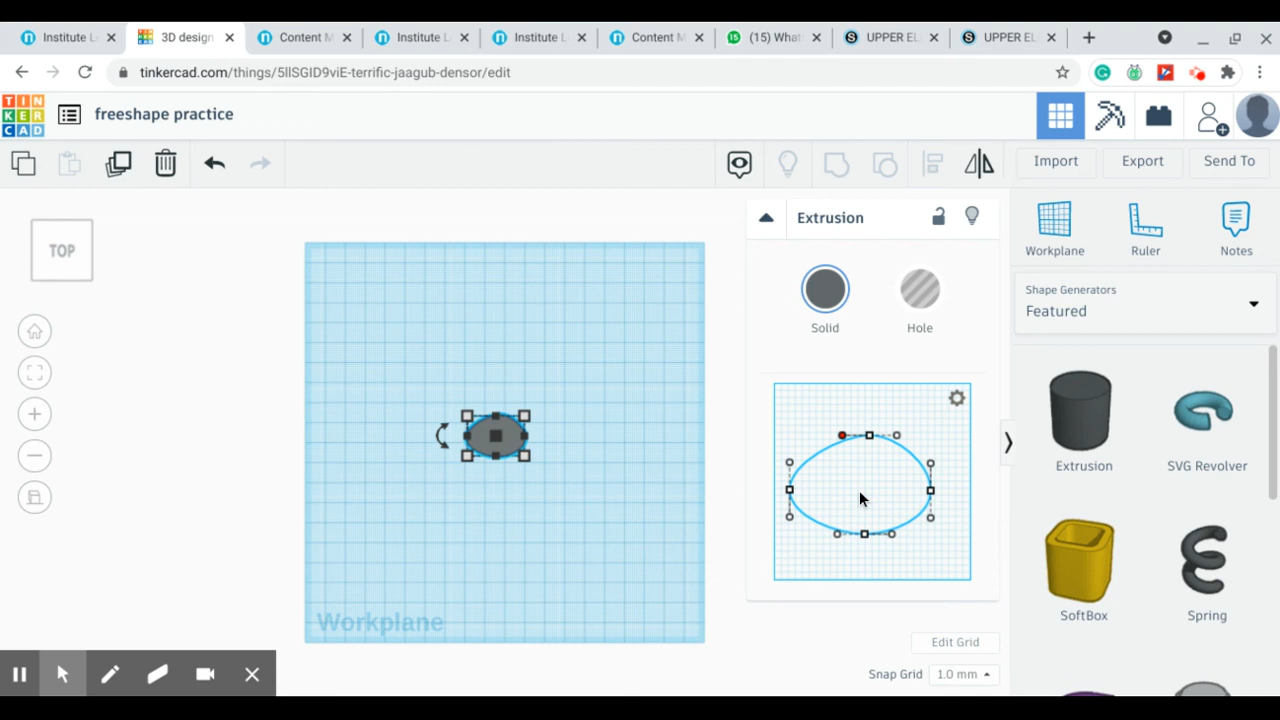 Institute L
3D design
Content M
Institute L
Institute L
Content M
(15) What
UPPER EL
UPPER EL
tinkercad.com/things/5llSGID9viE-terrific-jaagub-densor/edit
TIN
KER
CAD
freeshape practice
Import
Export
Send To
TOP
Extrusion
Workplane
Ruler
Notes
Solid
Hole
Shape Generators
Featured
Extrusion
SVG Revolver
SoftBox
Spring
Workplane
Edit Grid
Snap Grid
1.0 mm